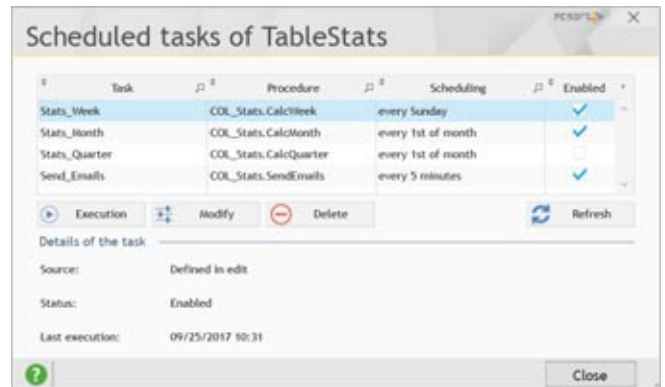 Scheduled tasks of TableStats
Task Procedure Scheduling Enabled
Stats_Week COL_Stats.CalcWeek every Sunday
Stats_Month COL_Stats.CalcMonth every 1st of month
Stats_Quarter COL_Stats.CalcQuarter every 1st of month
Send_Emails COL_Stats.SendEmails every 5 minutes
Execution Modify Delete Refresh
Details of the task
Source: Defined in edit
Status: Enabled
Last execution: 09/25/2017 10:31
? Close